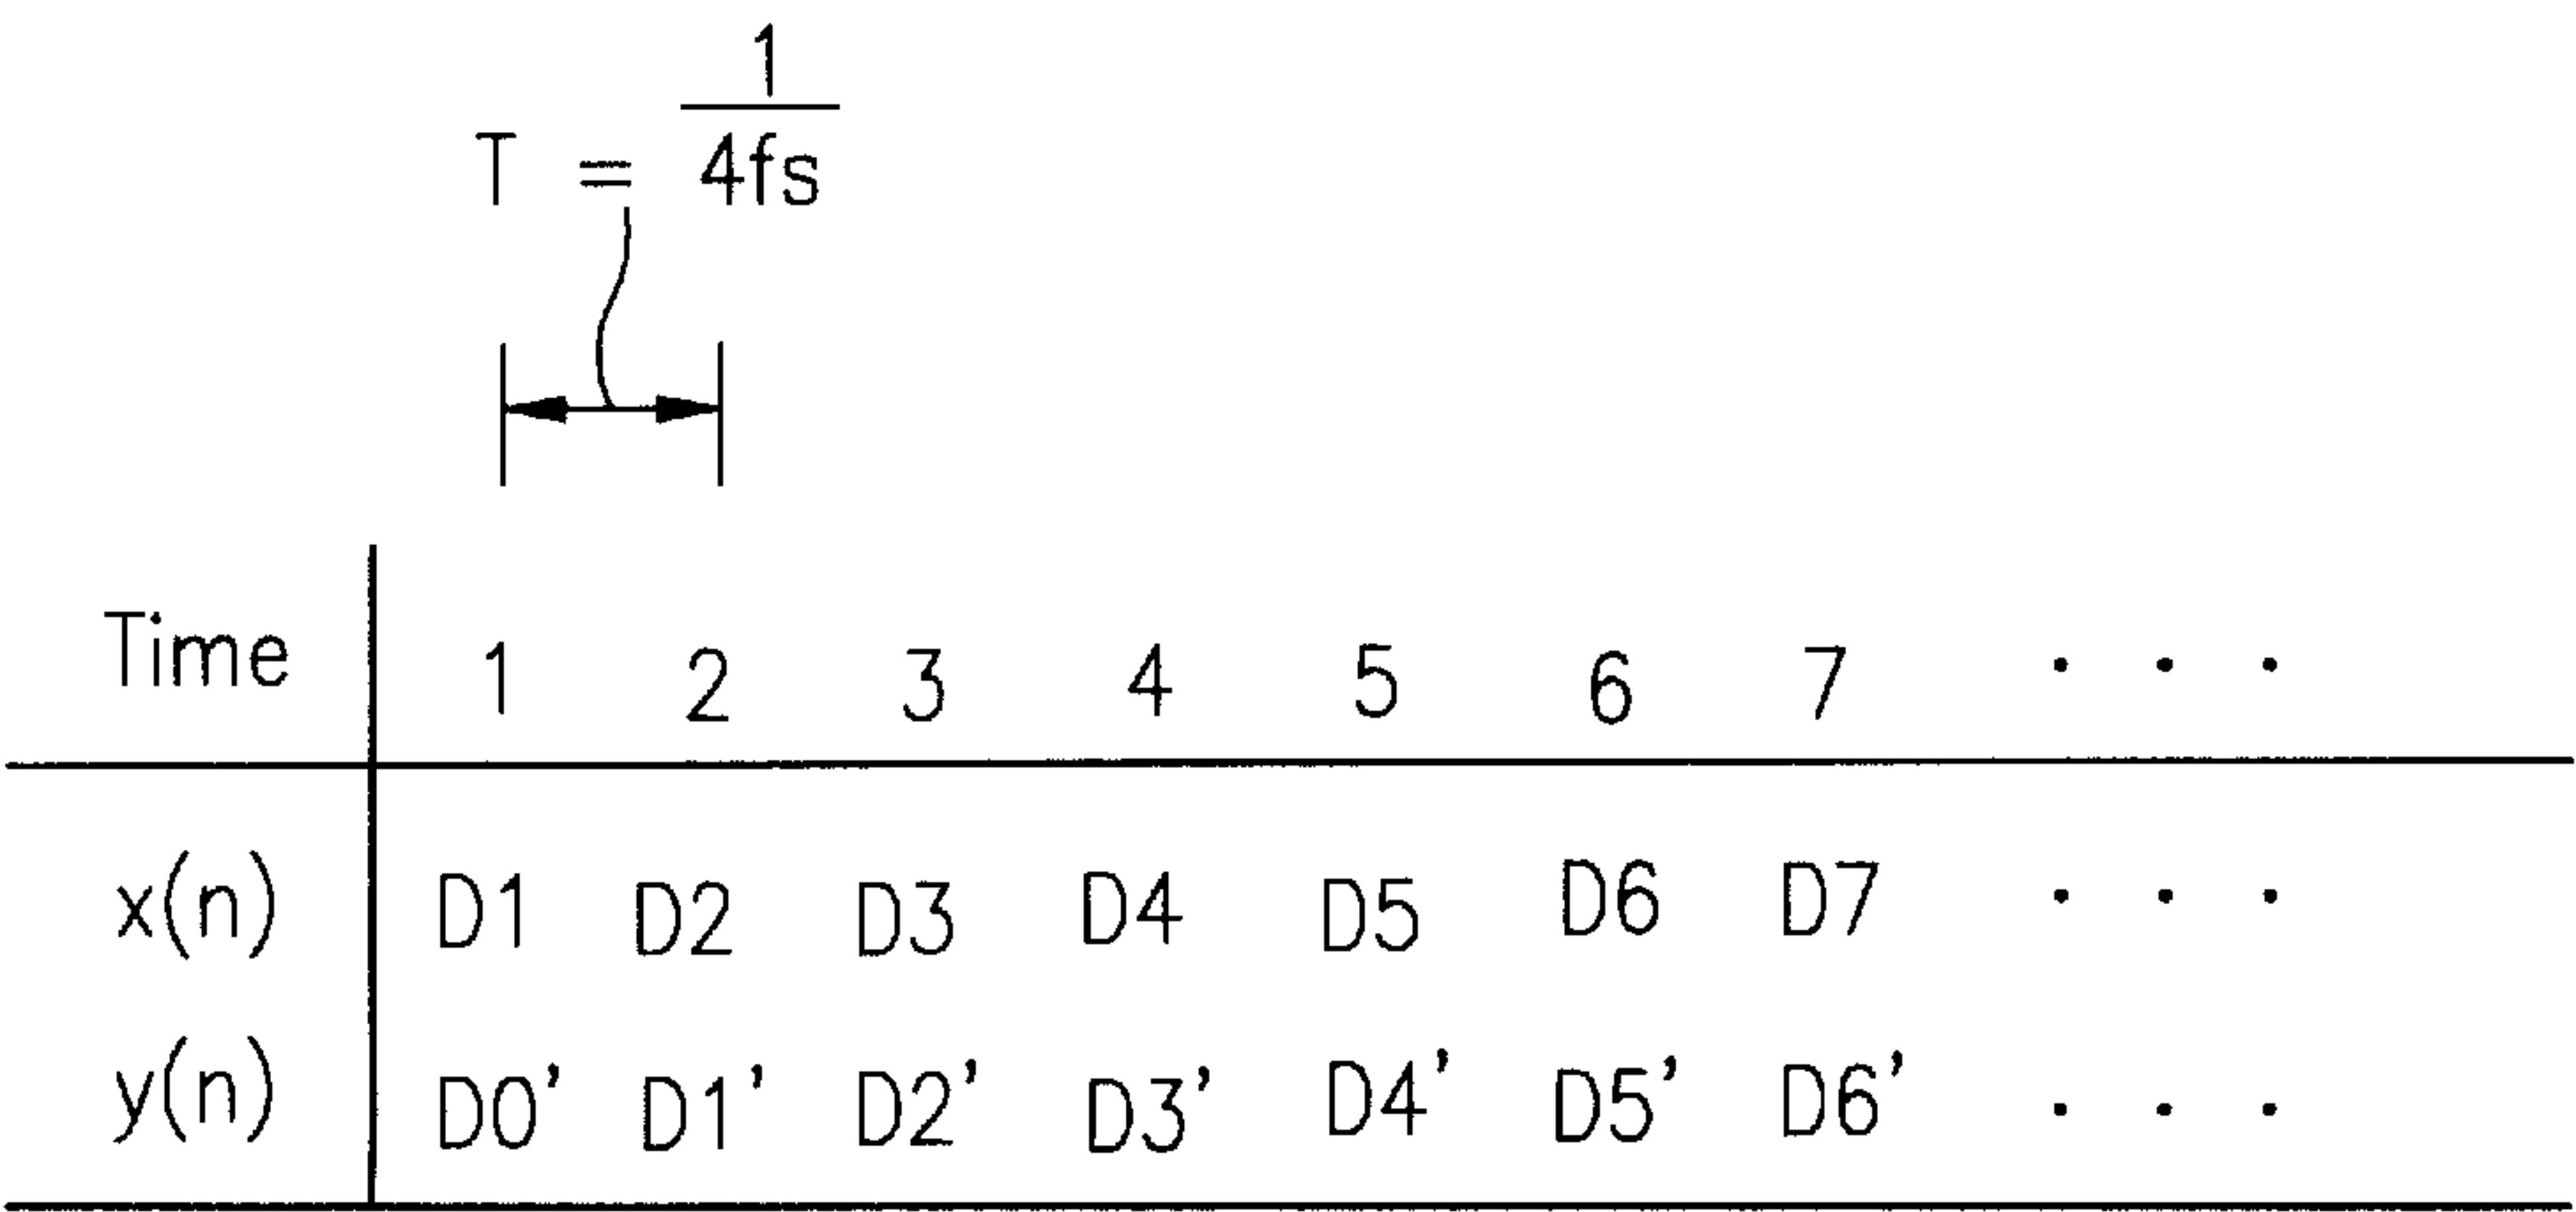 1
T = 4fs
Time 1 2 3 4 5 6 7 . . .
x(n) D1 D2 D3 D4 D5 D6 D7 . . .
y(n) D0' D1' D2' D3' D4' D5' D6' . . .